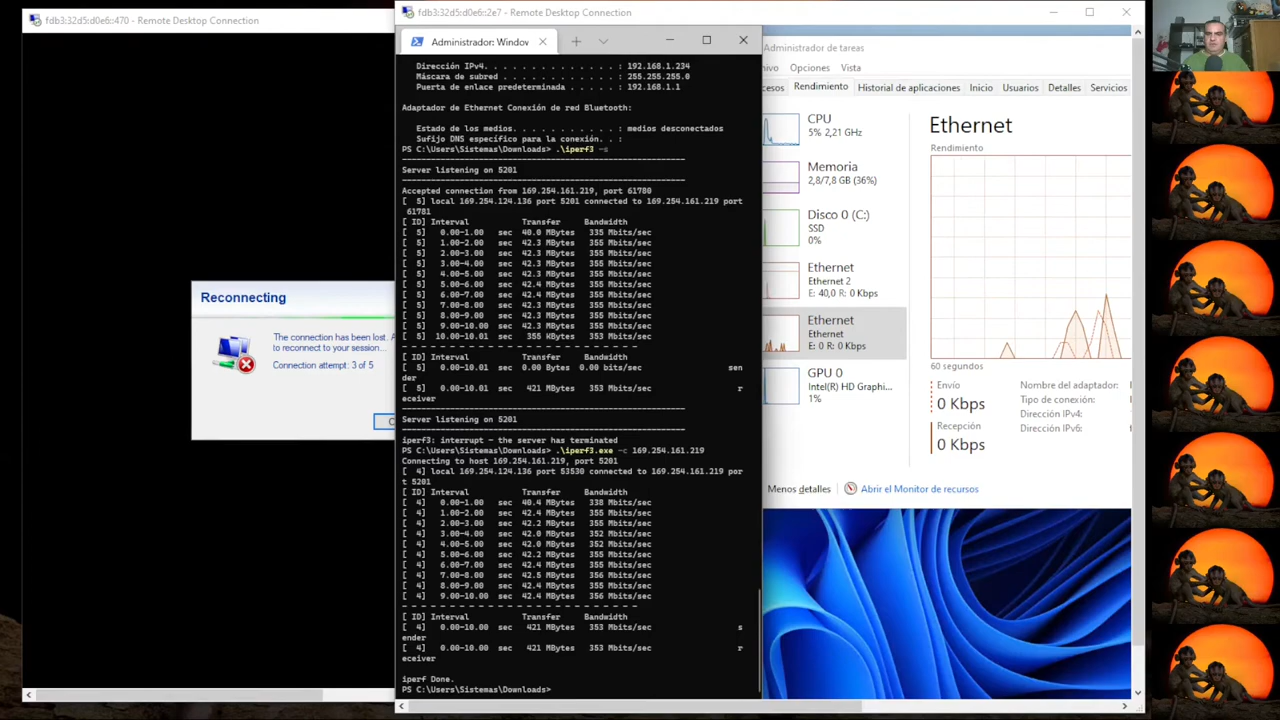 fdb3:32d5:d0e6::470 - Remote Desktop Connection
Reconnecting
The connection has been lost. A
to reconnect to your session...
Connection attempt: 3 of 5
C
fdb3:32d5:d0e6::2e7 - Remote Desktop Connection
Administrador: Window
Dirección IPv4. . . . . . . . . . . . . . : 192.168.1.234
Máscara de subred . . . . . . . . . . . . : 255.255.255.0
Puerta de enlace predeterminada . . . . . : 192.168.1.1
Adaptador de Ethernet Conexión de red Bluetooth:
Estado de los medios. . . . . . . . . . . : medios desconectados
Sufijo DNS específico para la conexión. . :
PS C:\Users\Sistemas\Downloads> .\iperf3 -s
-----------------------------------------------------------
Server listening on 5201
-----------------------------------------------------------
Accepted connection from 169.254.161.219, port 61780
[  5] local 169.254.124.136 port 5201 connected to 169.254.161.219 port
61781
[ ID] Interval           Transfer     Bandwidth
[  5]   0.00-1.00   sec  40.0 MBytes   335 Mbits/sec
[  5]   1.00-2.00   sec  42.3 MBytes   355 Mbits/sec
[  5]   2.00-3.00   sec  42.3 MBytes   355 Mbits/sec
[  5]   3.00-4.00   sec  42.3 MBytes   355 Mbits/sec
[  5]   4.00-5.00   sec  42.3 MBytes   355 Mbits/sec
[  5]   5.00-6.00   sec  42.4 MBytes   355 Mbits/sec
[  5]   6.00-7.00   sec  42.4 MBytes   355 Mbits/sec
[  5]   7.00-8.00   sec  42.3 MBytes   355 Mbits/sec
[  5]   8.00-9.00   sec  42.3 MBytes   355 Mbits/sec
[  5]   9.00-10.00  sec  42.3 MBytes   355 Mbits/sec
[  5]  10.00-10.01  sec   355 KBytes   353 Mbits/sec
- - - - - - - - - - - - - - - - - - - - - - - - -
[ ID] Interval           Transfer     Bandwidth
[  5]   0.00-10.01  sec  0.00 Bytes  0.00 bits/sec                  sen
der
[  5]   0.00-10.01  sec   421 MBytes   353 Mbits/sec                  r
eceiver
-----------------------------------------------------------
Server listening on 5201
-----------------------------------------------------------
iperf3: interrupt - the server has terminated
PS C:\Users\Sistemas\Downloads> .\iperf3.exe -c 169.254.161.219
Connecting to host 169.254.161.219, port 5201
[  4] local 169.254.124.136 port 53530 connected to 169.254.161.219 por
t 5201
[ ID] Interval           Transfer     Bandwidth
[  4]   0.00-1.00   sec  40.4 MBytes   338 Mbits/sec
[  4]   1.00-2.00   sec  42.4 MBytes   355 Mbits/sec
[  4]   2.00-3.00   sec  42.2 MBytes   355 Mbits/sec
[  4]   3.00-4.00   sec  42.0 MBytes   352 Mbits/sec
[  4]   4.00-5.00   sec  42.0 MBytes   352 Mbits/sec
[  4]   5.00-6.00   sec  42.2 MBytes   355 Mbits/sec
[  4]   6.00-7.00   sec  42.4 MBytes   355 Mbits/sec
[  4]   7.00-8.00   sec  42.5 MBytes   356 Mbits/sec
[  4]   8.00-9.00   sec  42.4 MBytes   355 Mbits/sec
[  4]   9.00-10.00  sec  42.4 MBytes   356 Mbits/sec
- - - - - - - - - - - - - - - - - - - - - - - - -
[ ID] Interval           Transfer     Bandwidth
[  4]   0.00-10.00  sec   421 MBytes   353 Mbits/sec                  s
ender
[  4]   0.00-10.00  sec   421 MBytes   353 Mbits/sec                  r
eceiver
iperf Done.
PS C:\Users\Sistemas\Downloads>
Administrador de tareas
hivo Opciones Vista
cesos Rendimiento Historial de aplicaciones Inicio Usuarios Detalles Servicios
CPU
5% 2,21 GHz
Memoria
2,8/7,8 GB (36%)
Disco 0 (C:)
SSD
0%
Ethernet
Ethernet 2
E: 40,0 R: 0 Kbps
Ethernet
Ethernet
E: 0 R: 0 Kbps
GPU 0
Intel(R) HD Graphi...
1%
Ethernet
Rendimiento
60 segundos
Envío
0 Kbps
Recepción
0 Kbps
Nombre del adaptador:
Tipo de conexión:
Dirección IPv4:
Dirección IPv6:
Menos detalles
Abrir el Monitor de recursos